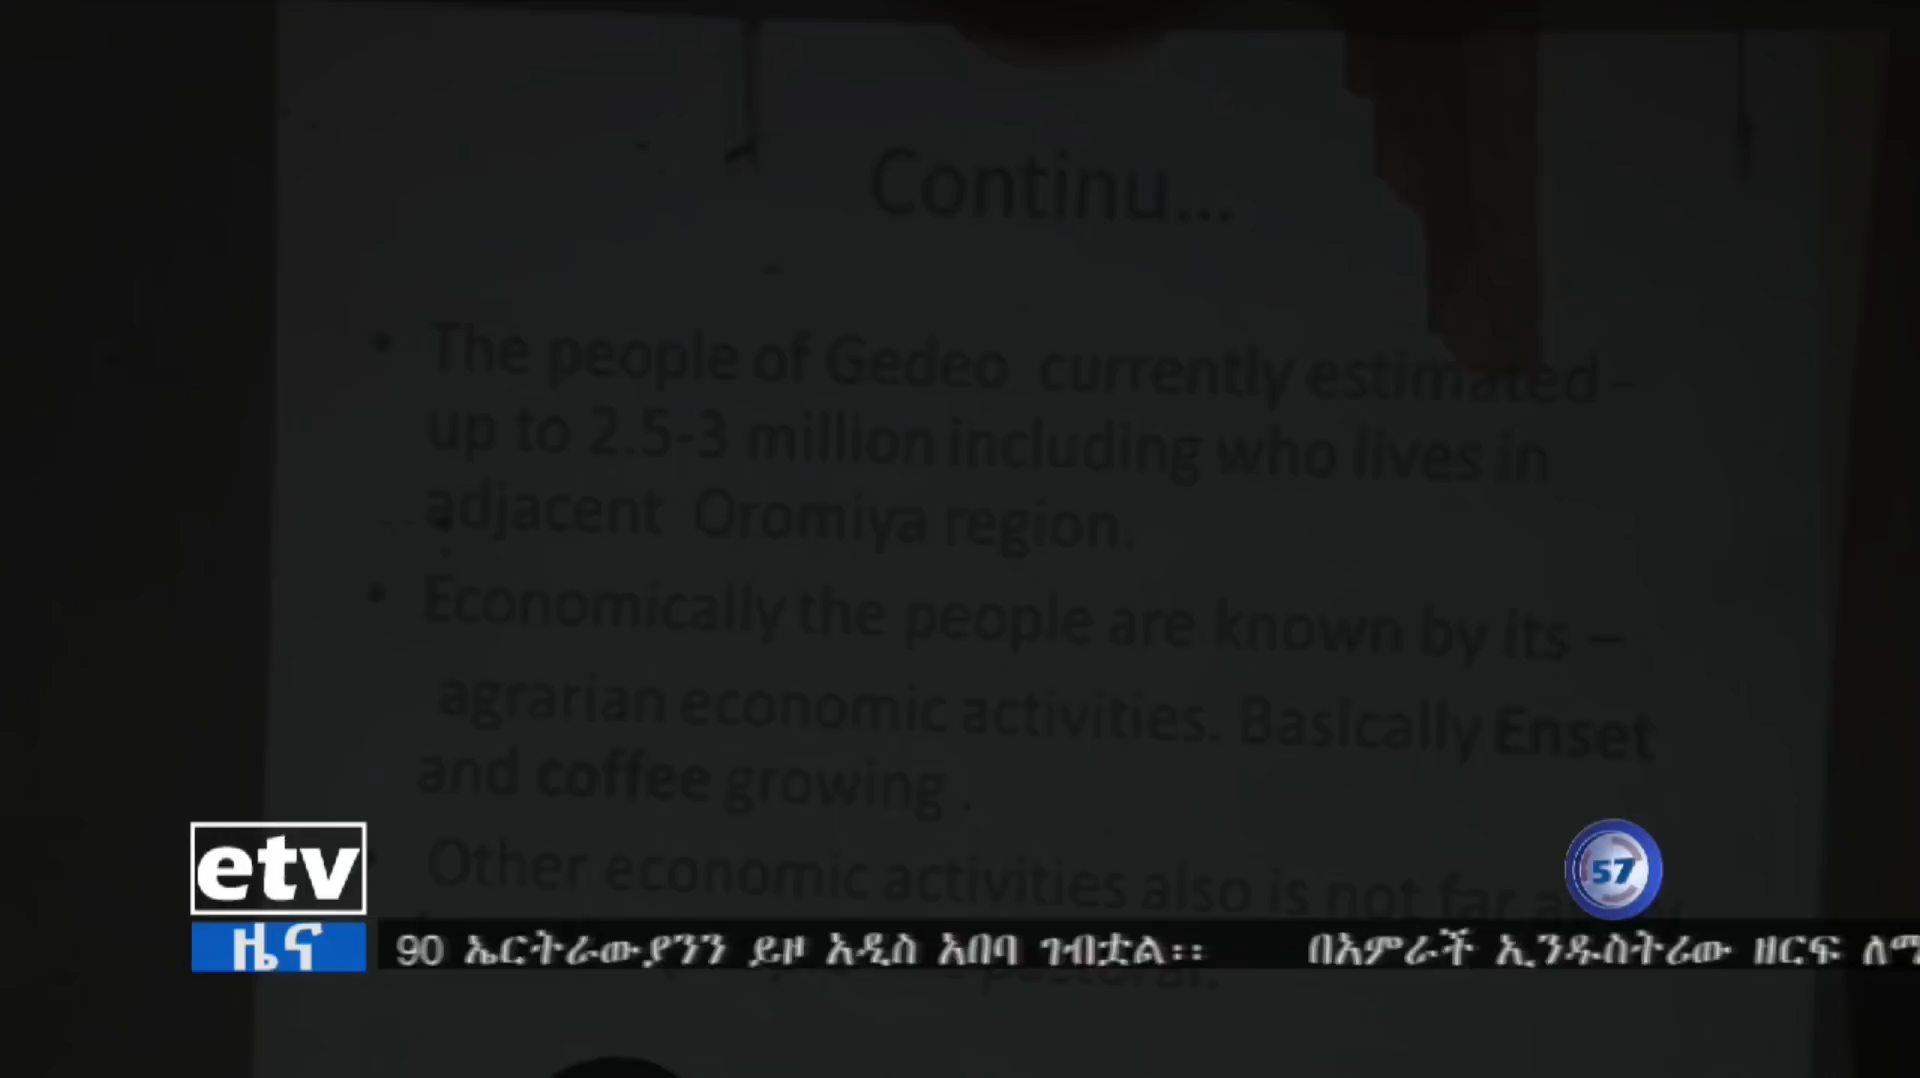 Continu...
• The people of Gedeo currently estimated -
up to 2.5-3 million including who lives in
adjacent Oromiya region.
• Economically the people are known by its –
agrarian economic activities. Basically Enset
and coffee growing .
Other economic activities also is not far away
pastoral.
etv
57
ዜና
90 ኤርትራውያንን ይዞ አዲስ አበባ ገብቷል፡፡ በአምራች ኢንዱስትሪው ዘርፍ